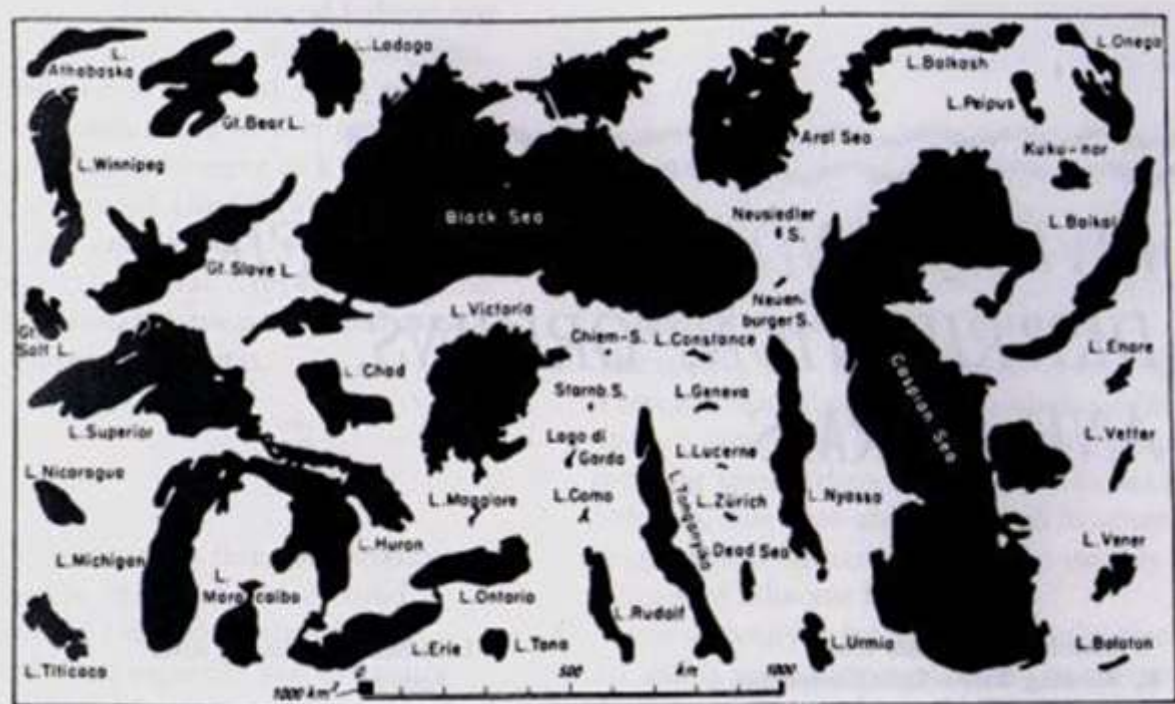 L. Ladoga
L.
Athabaska
L. Balkash
L. Onega
L. Peipus
Gt. Bear L.
Aral Sea
Kuku-nor
L. Winnipeg
Black Sea
Neusiedler
S.
L. Baikal
Gt. Slave L.
Neuen-
burger S.
L. Victoria
Gt.
Salt L.
Chiem-S.
L. Constance
L. Enare
L. Chad
Caspian Sea
Starnb. S.
L. Geneva
L. Superior
Lago di
Garda
L. Lucerne
L. Vetter
L. Nicaragua
L. Maggiore
L. Como
L. Tanganyika
L. Zürich
L. Nyassa
L. Michigan
L. Huron
Dead Sea
L. Vener
L.
Maracaibo
L. Ontario
L. Rudolf
L. Erie
L. Tana
L. Urmia
L. Balaton
L. Titicaca
0 500 km 1000
1000 km²